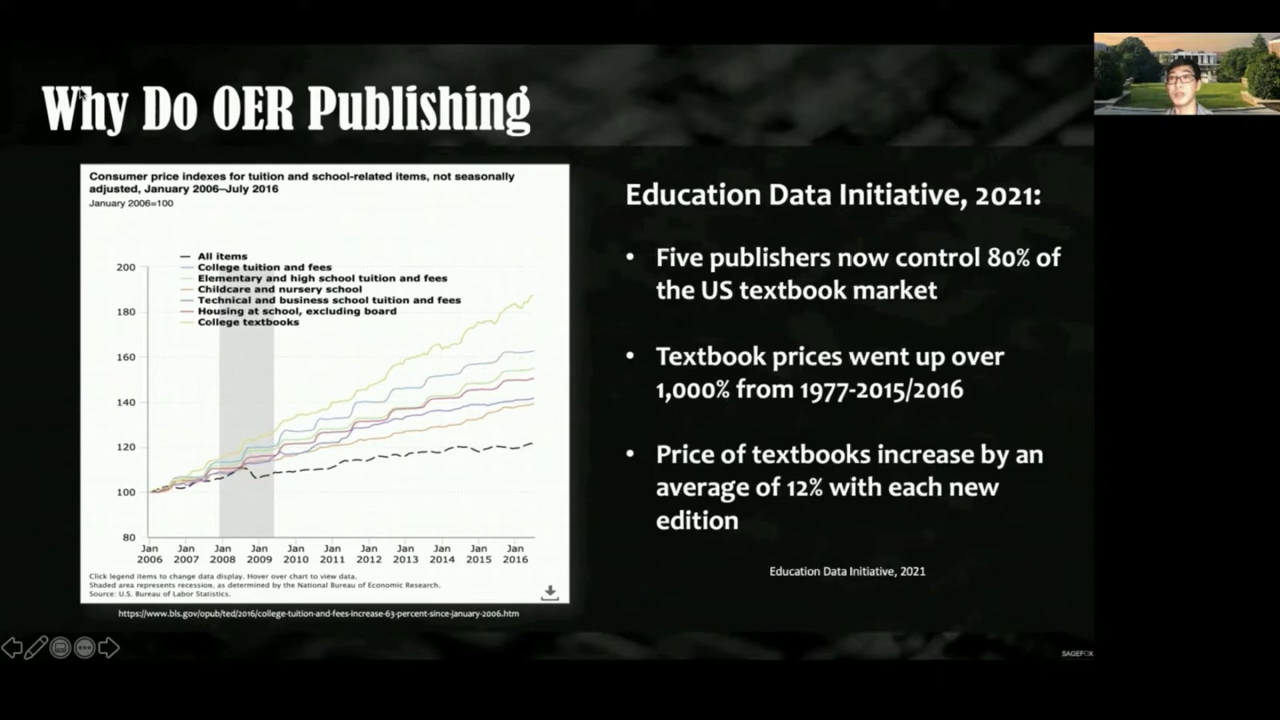 Why Do OER Publishing
Consumer price indexes for tuition and school-related items, not seasonally
adjusted, January 2006–July 2016
January 2006=100
All items
College tuition and fees
Elementary and high school tuition and fees
Childcare and nursery school
Technical and business school tuition and fees
Housing at school, excluding board
College textbooks
200
180
160
140
120
100
80
Jan Jan Jan Jan Jan Jan Jan Jan Jan Jan Jan
2006 2007 2008 2009 2010 2011 2012 2013 2014 2015 2016
Click legend items to change data display. Hover over chart to view data.
Shaded area represents recession, as determined by the National Bureau of Economic Research.
Source: U.S. Bureau of Labor Statistics.
https://www.bls.gov/opub/ted/2016/college-tuition-and-fees-increase-63-percent-since-january-2006.htm
Education Data Initiative, 2021:
• Five publishers now control 80% of
the US textbook market
• Textbook prices went up over
1,000% from 1977-2015/2016
• Price of textbooks increase by an
average of 12% with each new
edition
Education Data Initiative, 2021
SAGEFOX